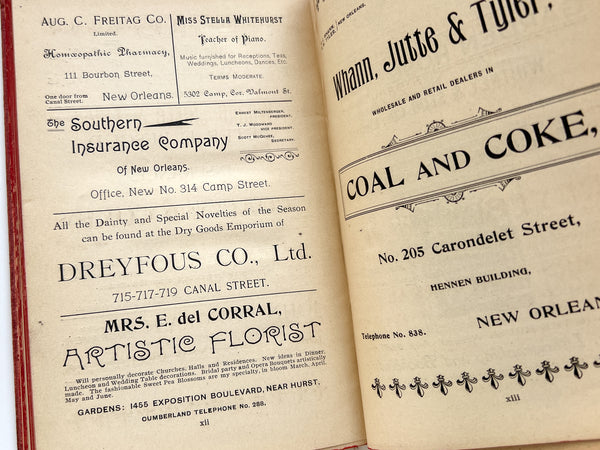 AUG. C. FREITAG CO.
Limited.
Homœopathic Pharmacy,
111 Bourbon Street,
One door from
Canal Street.
New Orleans.
MISS STELLA WHITEHURST
Teacher of Piano.
Music furnished for Receptions, Teas,
Weddings, Luncheons, Dances, Etc.
TERMS MODERATE.
5302 Camp, Cor. Valmont St.
The Southern
Insurance Company
Of New Orleans.
ERNEST MILTENBERGER,
PRESIDENT.
T. J. WOODWARD
VICE PRESIDENT.
SCOTT MCGEHEE,
SECRETARY.
Office, New No. 314 Camp Street.
All the Dainty and Special Novelties of the Season
can be found at the Dry Goods Emporium of
DREYFOUS CO., Ltd.
715-717-719 CANAL STREET.
MRS. E. del CORRAL,
ARTISTIC FLORIST
Will personally decorate Churches, Halls and Residences. New ideas in Dinner,
Luncheon and Wedding Table decorations. Bridal party and Opera Bouquets artistically
made. The fashionable Sweet Pea Blossoms are my specialty, in bloom March, April,
May and June.
GARDENS: 1455 EXPOSITION BOULEVARD, NEAR HURST.
CUMBERLAND TELEPHONE No. 288.
xii
NEW ORLEANS.
Whann, Jutte & Tyler,
WHOLESALE AND RETAIL DEALERS IN
COAL AND COKE,
No. 205 Carondelet Street,
HENNEN BUILDING,
Telephone No. 838.
NEW ORLEAN
xiii